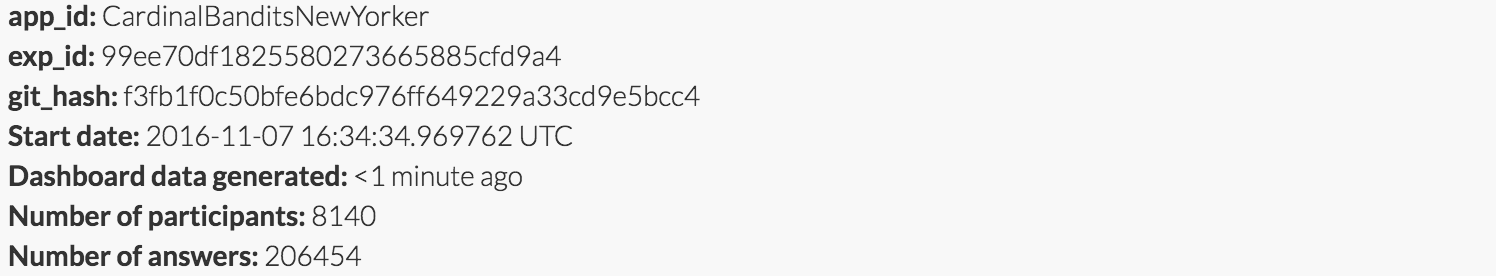 app_id: CardinalBanditsNewYorker
exp_id: 99ee70df1825580273665885cfd9a4
git_hash: f3fb1f0c50bfe6bdc976ff649229a33cd9e5bcc4
Start date: 2016-11-07 16:34:34.969762 UTC
Dashboard data generated: <1 minute ago
Number of participants: 8140
Number of answers: 206454